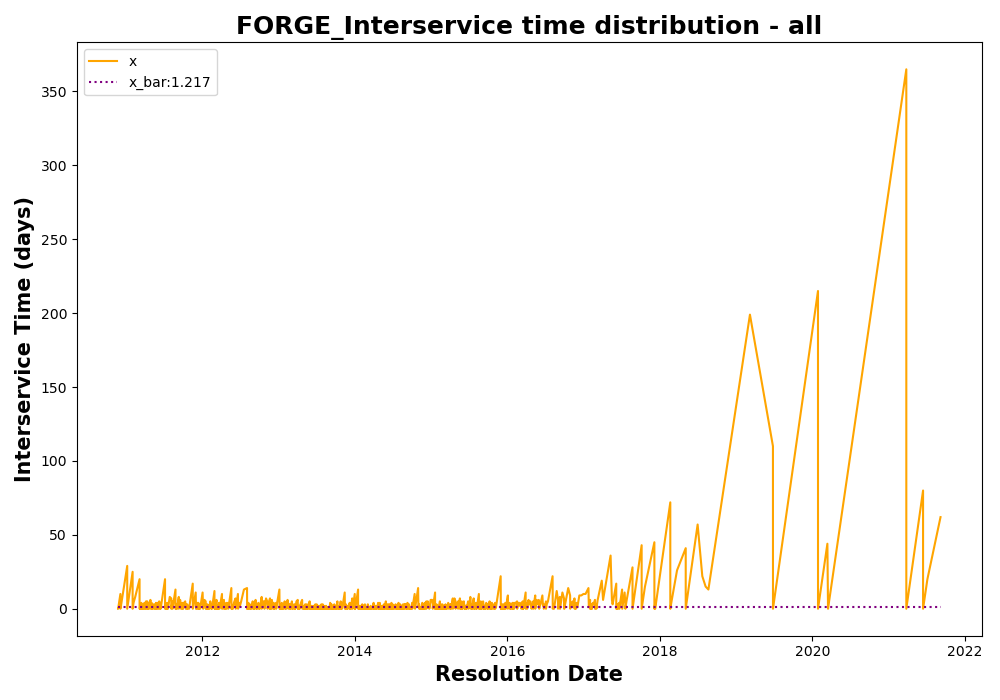 FORGE_Interservice time distribution - all
x
x_bar:1.217
Interservice Time (days)
350
300
250
200
150
100
50
0
2012
2014
2016
2018
2020
2022
Resolution Date